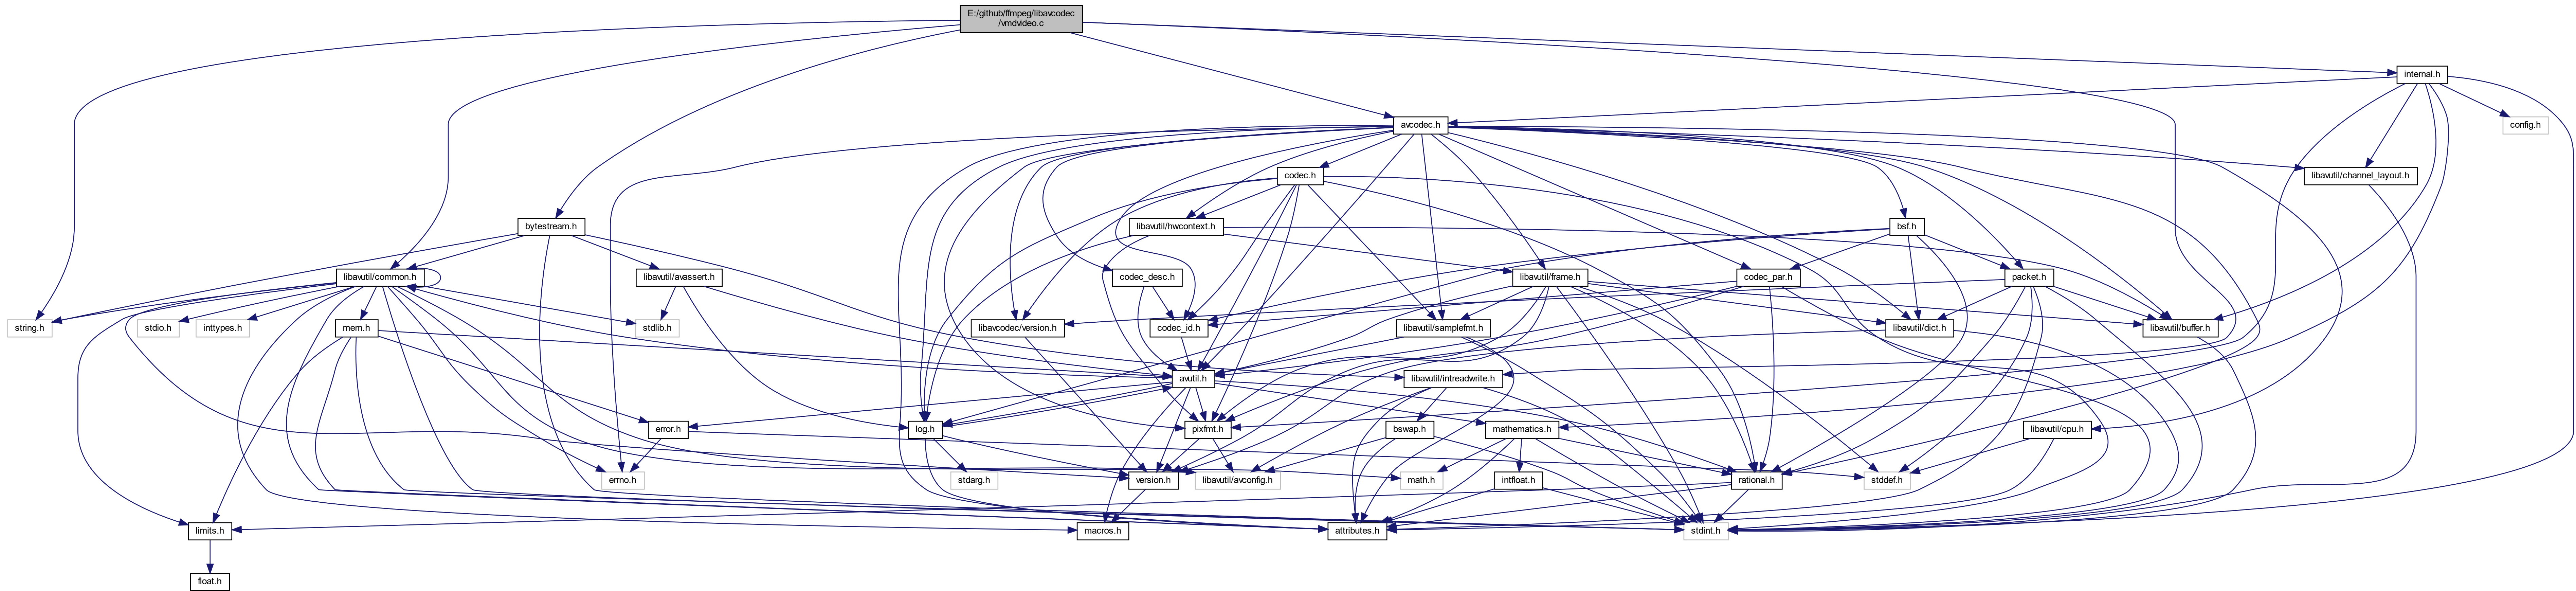 E:/github/ffmpeg/libavcodec
/vmdvideo.c
internal.h
avcodec.h
config.h
codec.h
libavutil/channel_layout.h
bytestream.h
libavutil/hwcontext.h
bsf.h
libavutil/common.h
libavutil/avassert.h
codec_desc.h
libavutil/frame.h
codec_par.h
packet.h
string.h
stdio.h
inttypes.h
mem.h
stdlib.h
libavcodec/version.h
codec_id.h
libavutil/samplefmt.h
libavutil/dict.h
libavutil/buffer.h
avutil.h
libavutil/intreadwrite.h
error.h
log.h
pixfmt.h
bswap.h
mathematics.h
libavutil/cpu.h
errno.h
stdarg.h
version.h
libavutil/avconfig.h
math.h
intfloat.h
rational.h
stddef.h
limits.h
macros.h
attributes.h
stdint.h
float.h